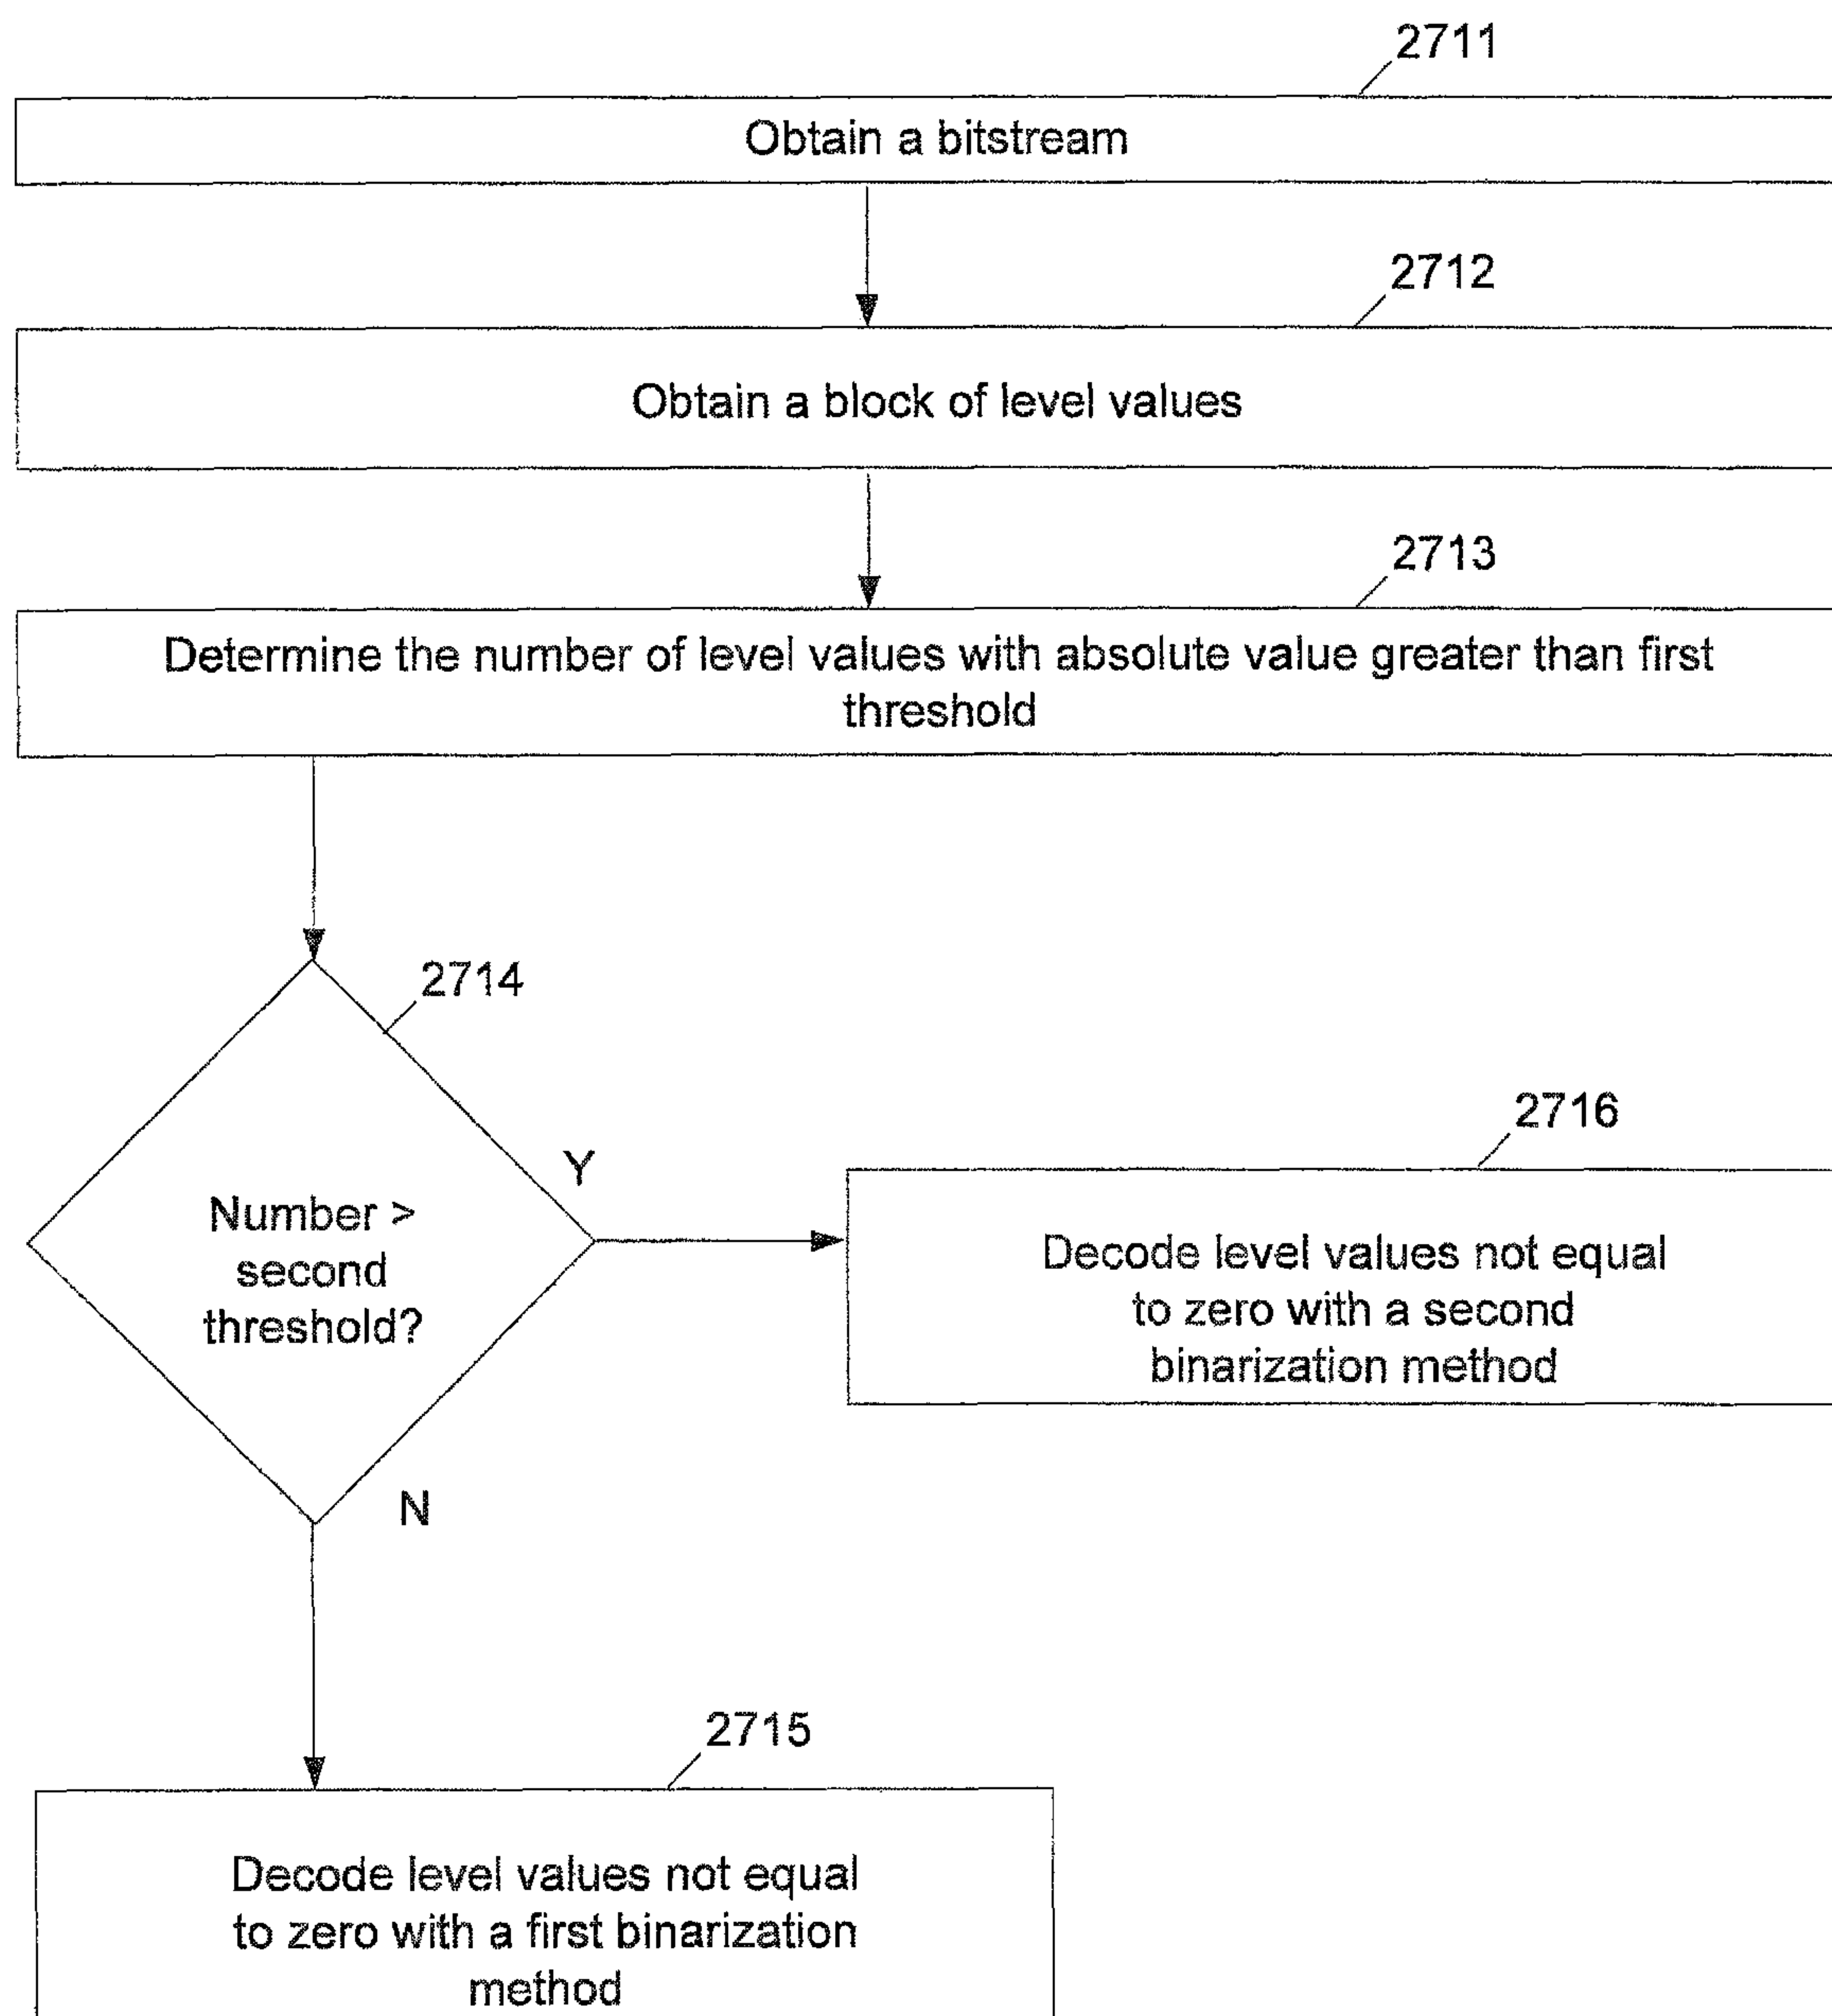 2711
Obtain a bitstream
2712
Obtain a block of level values
2713
Determine the number of level values with absolute value greater than first
threshold
2714
Number >
second
threshold?
Y
N
2716
Decode level values not equal
to zero with a second
binarization method
2715
Decode level values not equal
to zero with a first binarization
method